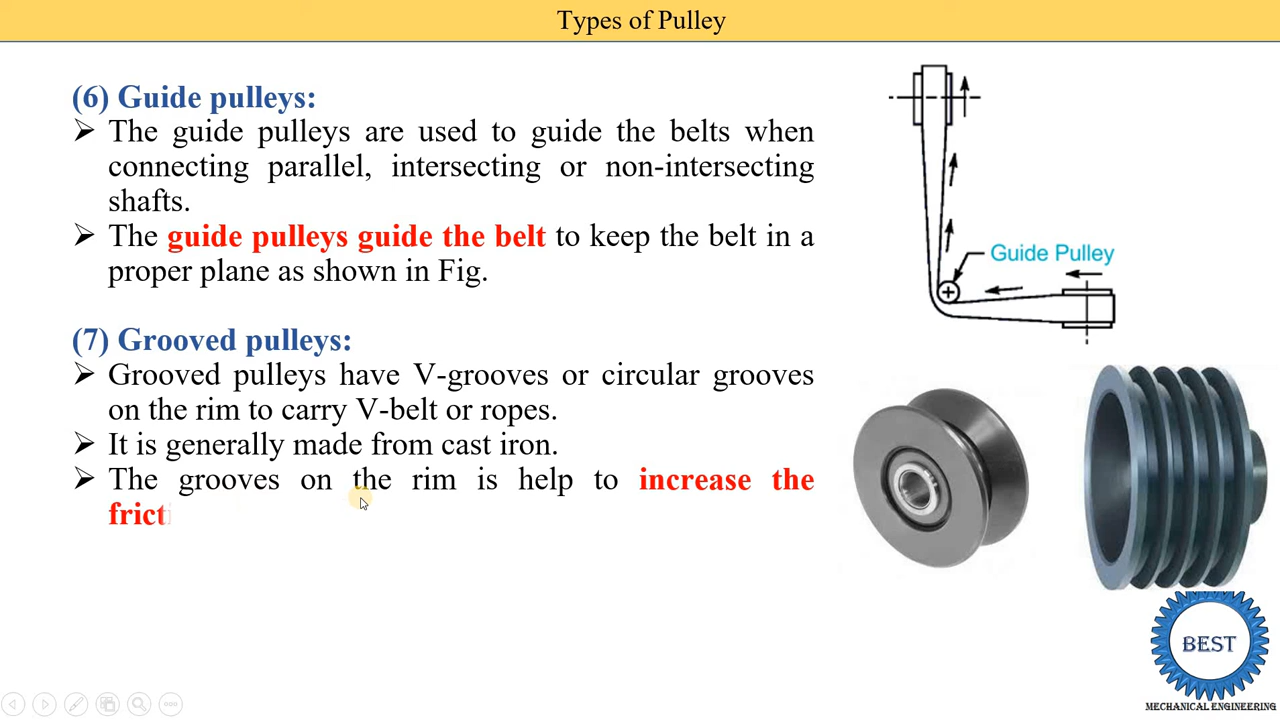 Types of Pulley
(6) Guide pulleys:
➤ The guide pulleys are used to guide the belts when
connecting parallel, intersecting or non-intersecting
shafts.
➤ The guide pulleys guide the belt to keep the belt in a
proper plane as shown in Fig.
Guide Pulley
(7) Grooved pulleys:
➤ Grooved pulleys have V-grooves or circular grooves
on the rim to carry V-belt or ropes.
➤ It is generally made from cast iron.
➤ The grooves on the rim is help to increase the
fricti
BEST
MECHANICAL ENGINEERING